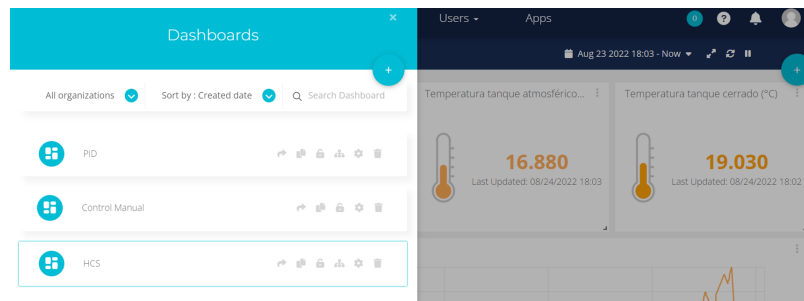 Dashboards
×
+
All organizations
Sort by : Created date
Search Dashboard
PID
Control Manual
HCS
Users
Apps
0
?
Aug 23 2022 18:03 - Now
+
Temperatura tanque atmosférico...
16.880
Last Updated: 08/24/2022 18:03
Temperatura tanque cerrado (°C)
19.030
Last Updated: 08/24/2022 18:02